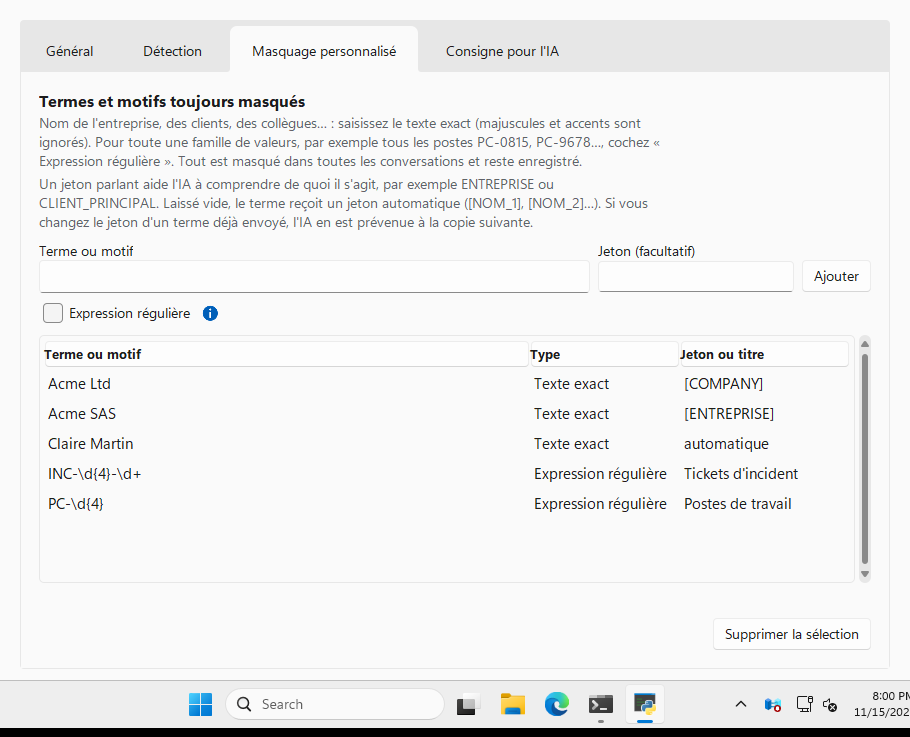 Général Détection Masquage personnalisé Consigne pour l'IA
Termes et motifs toujours masqués
Nom de l'entreprise, des clients, des collègues… : saisissez le texte exact (majuscules et accents sont
ignorés). Pour toute une famille de valeurs, par exemple tous les postes PC-0815, PC-9678…, cochez «
Expression régulière ». Tout est masqué dans toutes les conversations et reste enregistré.
Un jeton parlant aide l'IA à comprendre de quoi il s'agit, par exemple ENTREPRISE ou
CLIENT_PRINCIPAL. Laissé vide, le terme reçoit un jeton automatique ([NOM_1], [NOM_2]…). Si vous
changez le jeton d'un terme déjà envoyé, l'IA en est prévenue à la copie suivante.
Terme ou motif Jeton (facultatif)
Ajouter
Expression régulière
Terme ou motif Type Jeton ou titre
Acme Ltd Texte exact [COMPANY]
Acme SAS Texte exact [ENTREPRISE]
Claire Martin Texte exact automatique
INC-\d{4}-\d+ Expression régulière Tickets d'incident
PC-\d{4} Expression régulière Postes de travail
Supprimer la sélection
Search 8:00 PM
11/15/202